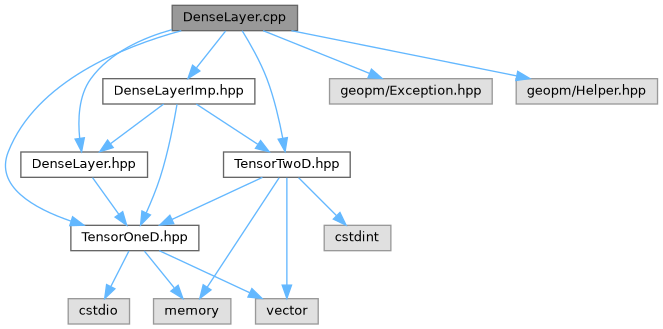 DenseLayer.cpp
DenseLayerImp.hpp
geopm/Exception.hpp
geopm/Helper.hpp
DenseLayer.hpp
TensorTwoD.hpp
TensorOneD.hpp
cstdint
cstdio
memory
vector